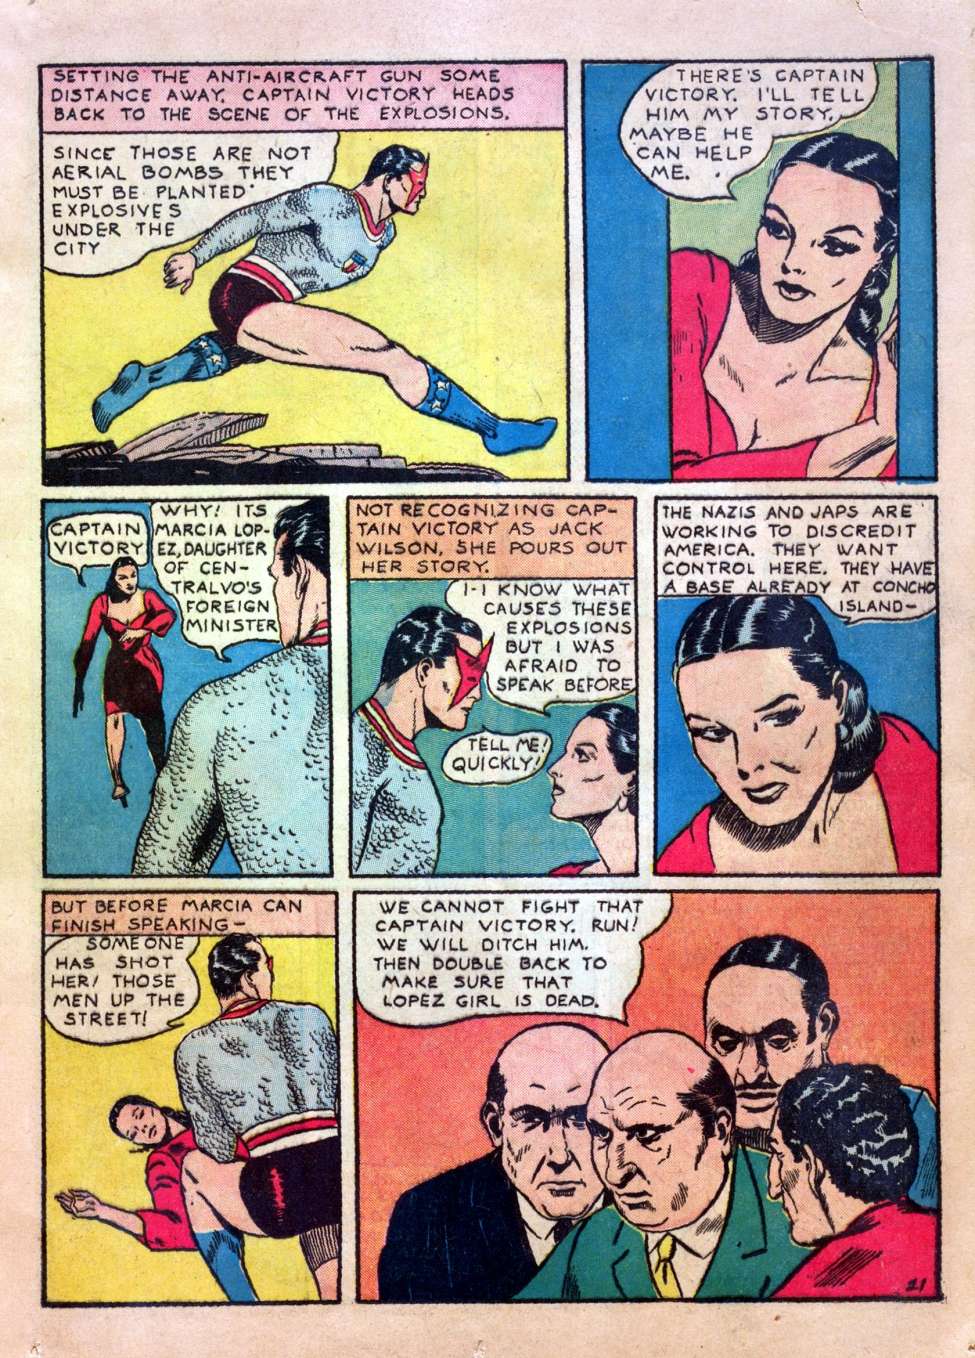 SETTING THE ANTI-AIRCRAFT GUN SOME
DISTANCE AWAY, CAPTAIN VICTORY HEADS
BACK TO THE SCENE OF THE EXPLOSIONS.
SINCE THOSE ARE NOT
AERIAL BOMBS THEY
MUST BE PLANTED
EXPLOSIVES
UNDER THE
CITY
THERE'S CAPTAIN
VICTORY. I'LL TELL
HIM MY STORY.
MAYBE HE
CAN HELP
ME.
CAPTAIN
VICTORY
WHY! ITS
MARCIA LOP-
EZ, DAUGHTER
OF CEN-
TRALVO'S
FOREIGN
MINISTER
NOT RECOGNIZING CAP-
TAIN VICTORY AS JACK
WILSON, SHE POURS OUT
HER STORY.
I-I KNOW WHAT
CAUSES THESE
EXPLOSIONS
BUT I WAS
AFRAID TO
SPEAK BEFORE
TELL ME!
QUICKLY!
THE NAZIS AND JAPS ARE
WORKING TO DISCREDIT
AMERICA. THEY WANT
CONTROL HERE. THEY HAVE
A BASE ALREADY AT CONCHO
ISLAND-
BUT BEFORE MARCIA CAN
FINISH SPEAKING-
SOMEONE
HAS SHOT
HER! THOSE
MEN UP THE
STREET!
WE CANNOT FIGHT THAT
CAPTAIN VICTORY. RUN!
WE WILL DITCH HIM.
THEN DOUBLE BACK TO
MAKE SURE THAT
LOPEZ GIRL IS DEAD.
21